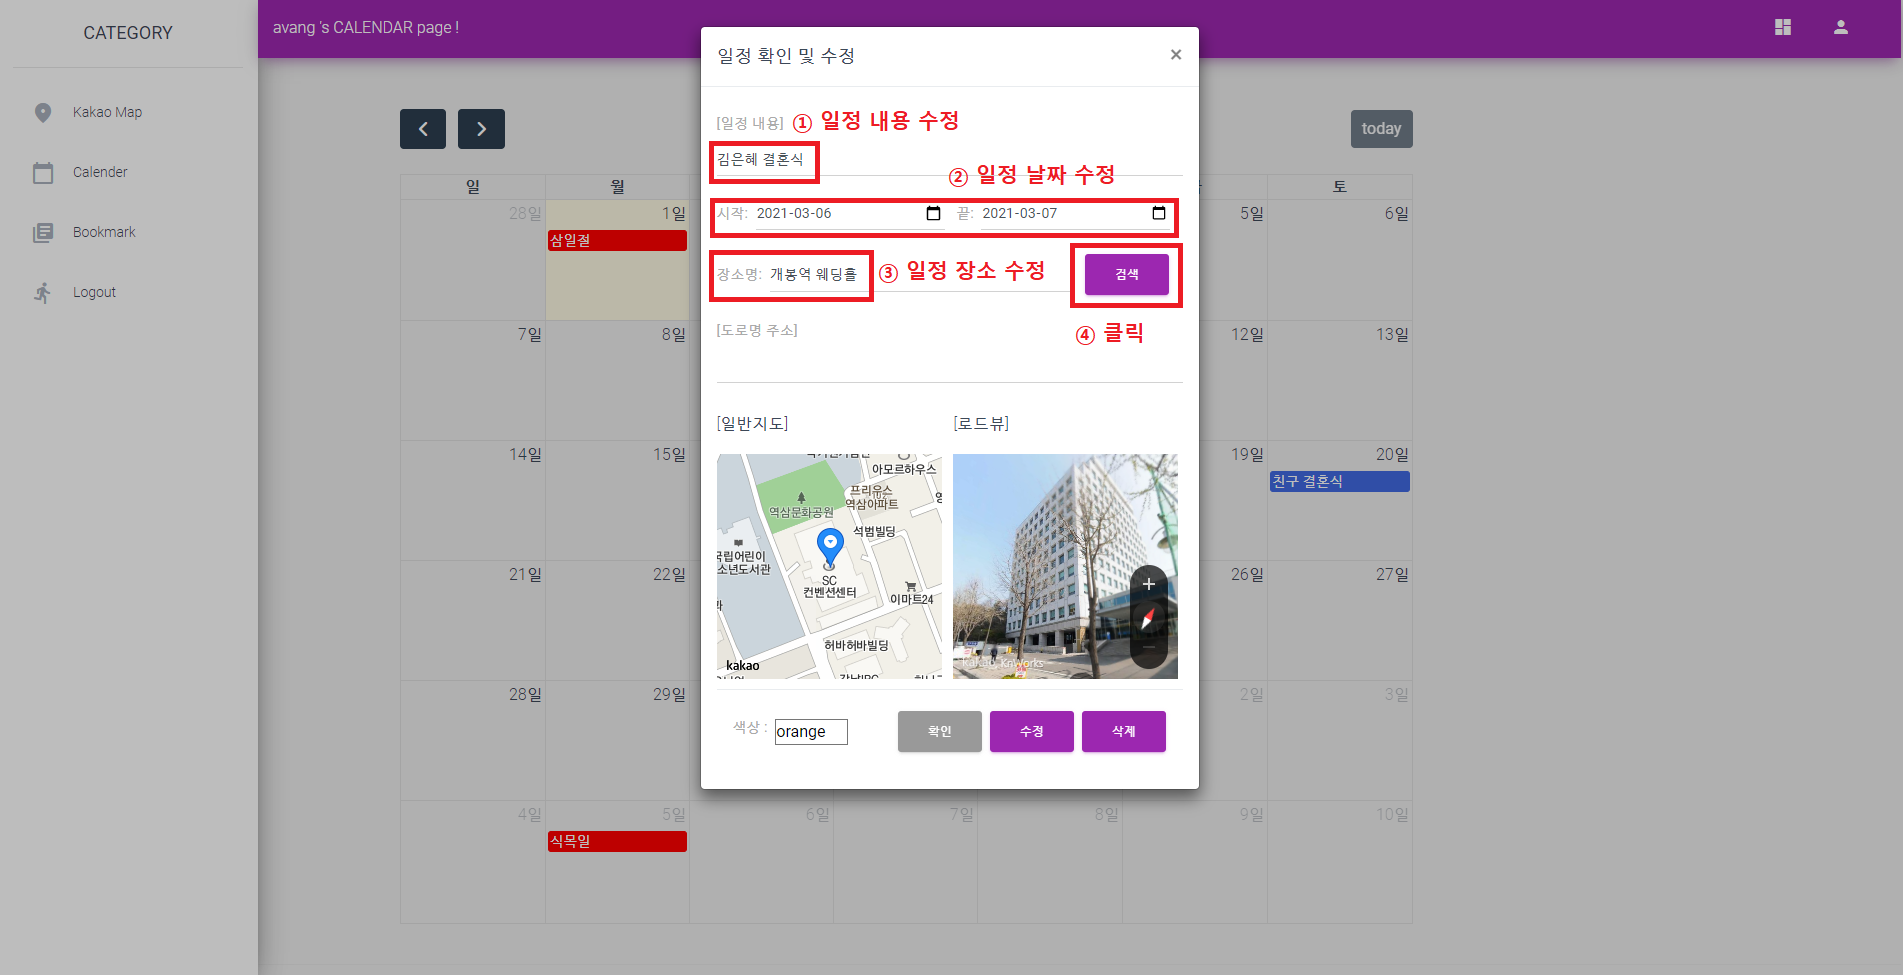 CATEGORY
Kakao Map
Calender
Bookmark
Logout
avang 's CALENDAR page !
today
일 월 토
28일 1일 5일 6일
삼일절
7일 8일 12일 13일
14일 15일 19일 20일
친구 결혼식
21일 22일 26일 27일
28일 29일 2일 3일
4일 5일 6일 7일 8일 9일 10일
식목일
일정 확인 및 수정 ×
[일정 내용] ① 일정 내용 수정
김은혜 결혼식
② 일정 날짜 수정
시작: 2021-03-06 끝: 2021-03-07
장소명: 개봉역 웨딩홀 ③ 일정 장소 수정 검색
[도로명 주소] ④ 클릭
[일반지도] [로드뷰]
아모르하우스
프리우스
역삼아파트
역삼문화공원
석범빌딩
국립어린이
소년도서관
SC
컨벤션센터
이마트24
허바허바빌딩
kakao
색상 : orange 확인 수정 삭제